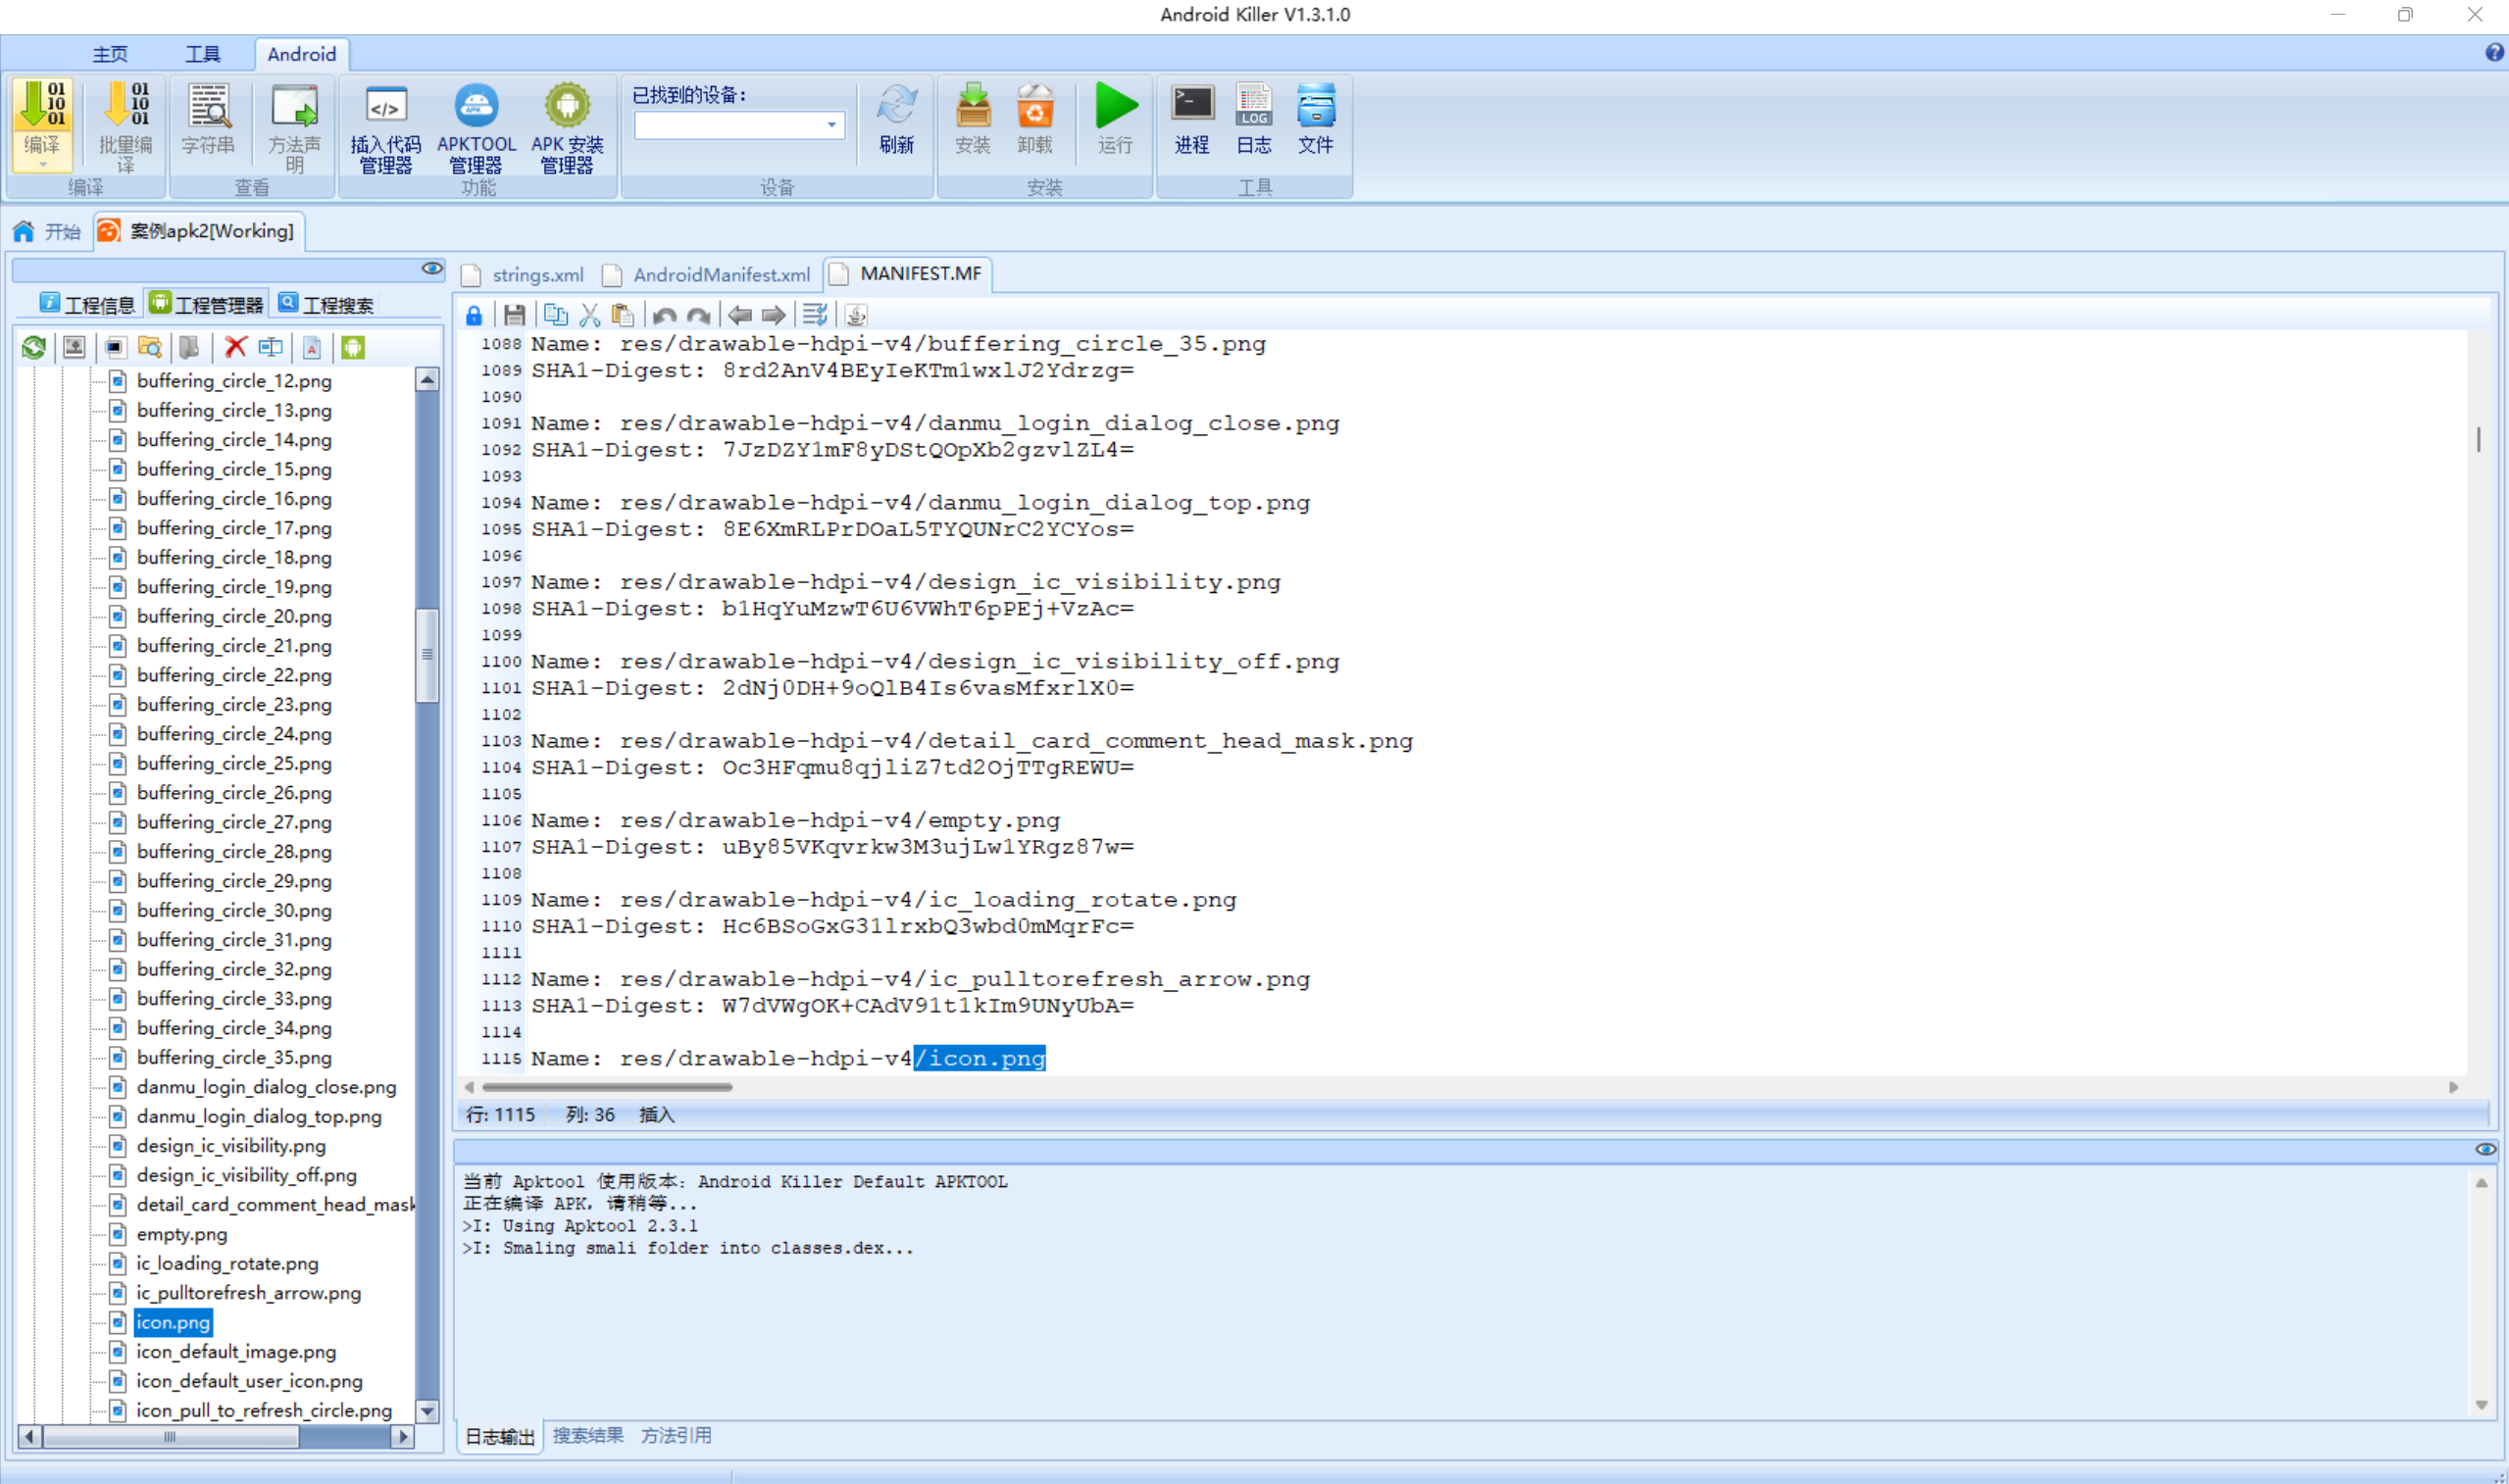 Android Killer V1.3.1.0
主页 工具 Android
编译 批量编译 字符串 方法声明 插入代码管理器 APKTOOL管理器 APK 安装管理器 已找到的设备: 刷新 安装 卸载 运行 进程 日志 文件
编译 查看 功能 设备 安装 工具
开始 案例apk2[Working]
工程信息 工程管理器 工程搜索
buffering_circle_12.png
buffering_circle_13.png
buffering_circle_14.png
buffering_circle_15.png
buffering_circle_16.png
buffering_circle_17.png
buffering_circle_18.png
buffering_circle_19.png
buffering_circle_20.png
buffering_circle_21.png
buffering_circle_22.png
buffering_circle_23.png
buffering_circle_24.png
buffering_circle_25.png
buffering_circle_26.png
buffering_circle_27.png
buffering_circle_28.png
buffering_circle_29.png
buffering_circle_30.png
buffering_circle_31.png
buffering_circle_32.png
buffering_circle_33.png
buffering_circle_34.png
buffering_circle_35.png
danmu_login_dialog_close.png
danmu_login_dialog_top.png
design_ic_visibility.png
design_ic_visibility_off.png
detail_card_comment_head_mask
empty.png
ic_loading_rotate.png
ic_pulltorefresh_arrow.png
icon.png
icon_default_image.png
icon_default_user_icon.png
icon_pull_to_refresh_circle.png
strings.xml AndroidManifest.xml MANIFEST.MF
1088 Name: res/drawable-hdpi-v4/buffering_circle_35.png
1089 SHA1-Digest: 8rd2AnV4BEyIeKTm1wxlJ2Ydrzg=
1090
1091 Name: res/drawable-hdpi-v4/danmu_login_dialog_close.png
1092 SHA1-Digest: 7JzDZY1mF8yDStQOpXb2gzvlZL4=
1093
1094 Name: res/drawable-hdpi-v4/danmu_login_dialog_top.png
1095 SHA1-Digest: 8E6XmRLPrDOaL5TYQUNrC2YCYos=
1096
1097 Name: res/drawable-hdpi-v4/design_ic_visibility.png
1098 SHA1-Digest: b1HqYuMzwT6U6VWhT6pPEj+VzAc=
1099
1100 Name: res/drawable-hdpi-v4/design_ic_visibility_off.png
1101 SHA1-Digest: 2dNj0DH+9oQlB4Is6vasMfxrlX0=
1102
1103 Name: res/drawable-hdpi-v4/detail_card_comment_head_mask.png
1104 SHA1-Digest: Oc3HFqmu8qjliZ7td2OjTTgREWU=
1105
1106 Name: res/drawable-hdpi-v4/empty.png
1107 SHA1-Digest: uBy85VKqvrkw3M3ujLw1YRgz87w=
1108
1109 Name: res/drawable-hdpi-v4/ic_loading_rotate.png
1110 SHA1-Digest: Hc6BSoGxG31lrxbQ3wbd0mMqrFc=
1111
1112 Name: res/drawable-hdpi-v4/ic_pulltorefresh_arrow.png
1113 SHA1-Digest: W7dVWgOK+CAdV91t1kIm9UNyUbA=
1114
1115 Name: res/drawable-hdpi-v4/icon.png
行: 1115 列: 36 插入
当前 Apktool 使用版本: Android Killer Default APKTOOL
正在编译 APK, 请稍等...
>I: Using Apktool 2.3.1
>I: Smaling smali folder into classes.dex...
日志输出 搜索结果 方法引用